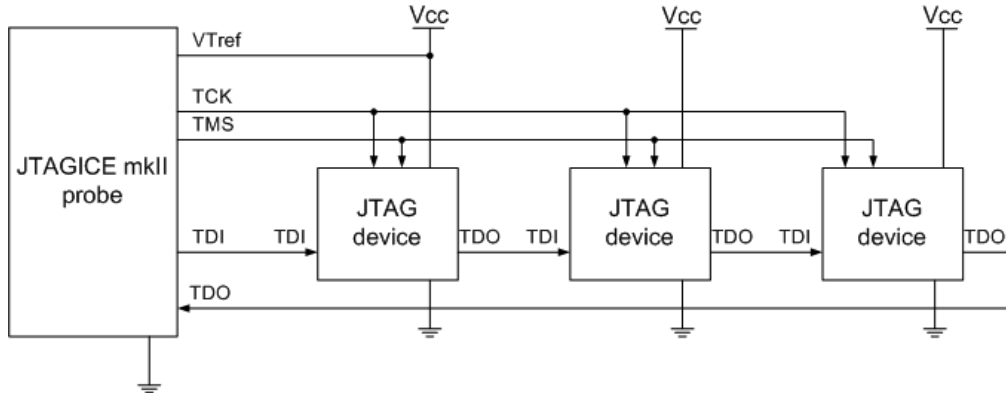 Vcc
Vcc
Vcc
VTref
TCK
TMS
JTAGICE mkII
probe
JTAG
device
JTAG
device
JTAG
device
TDI
TDI
TDO
TDI
TDO
TDI
TDO
TDO